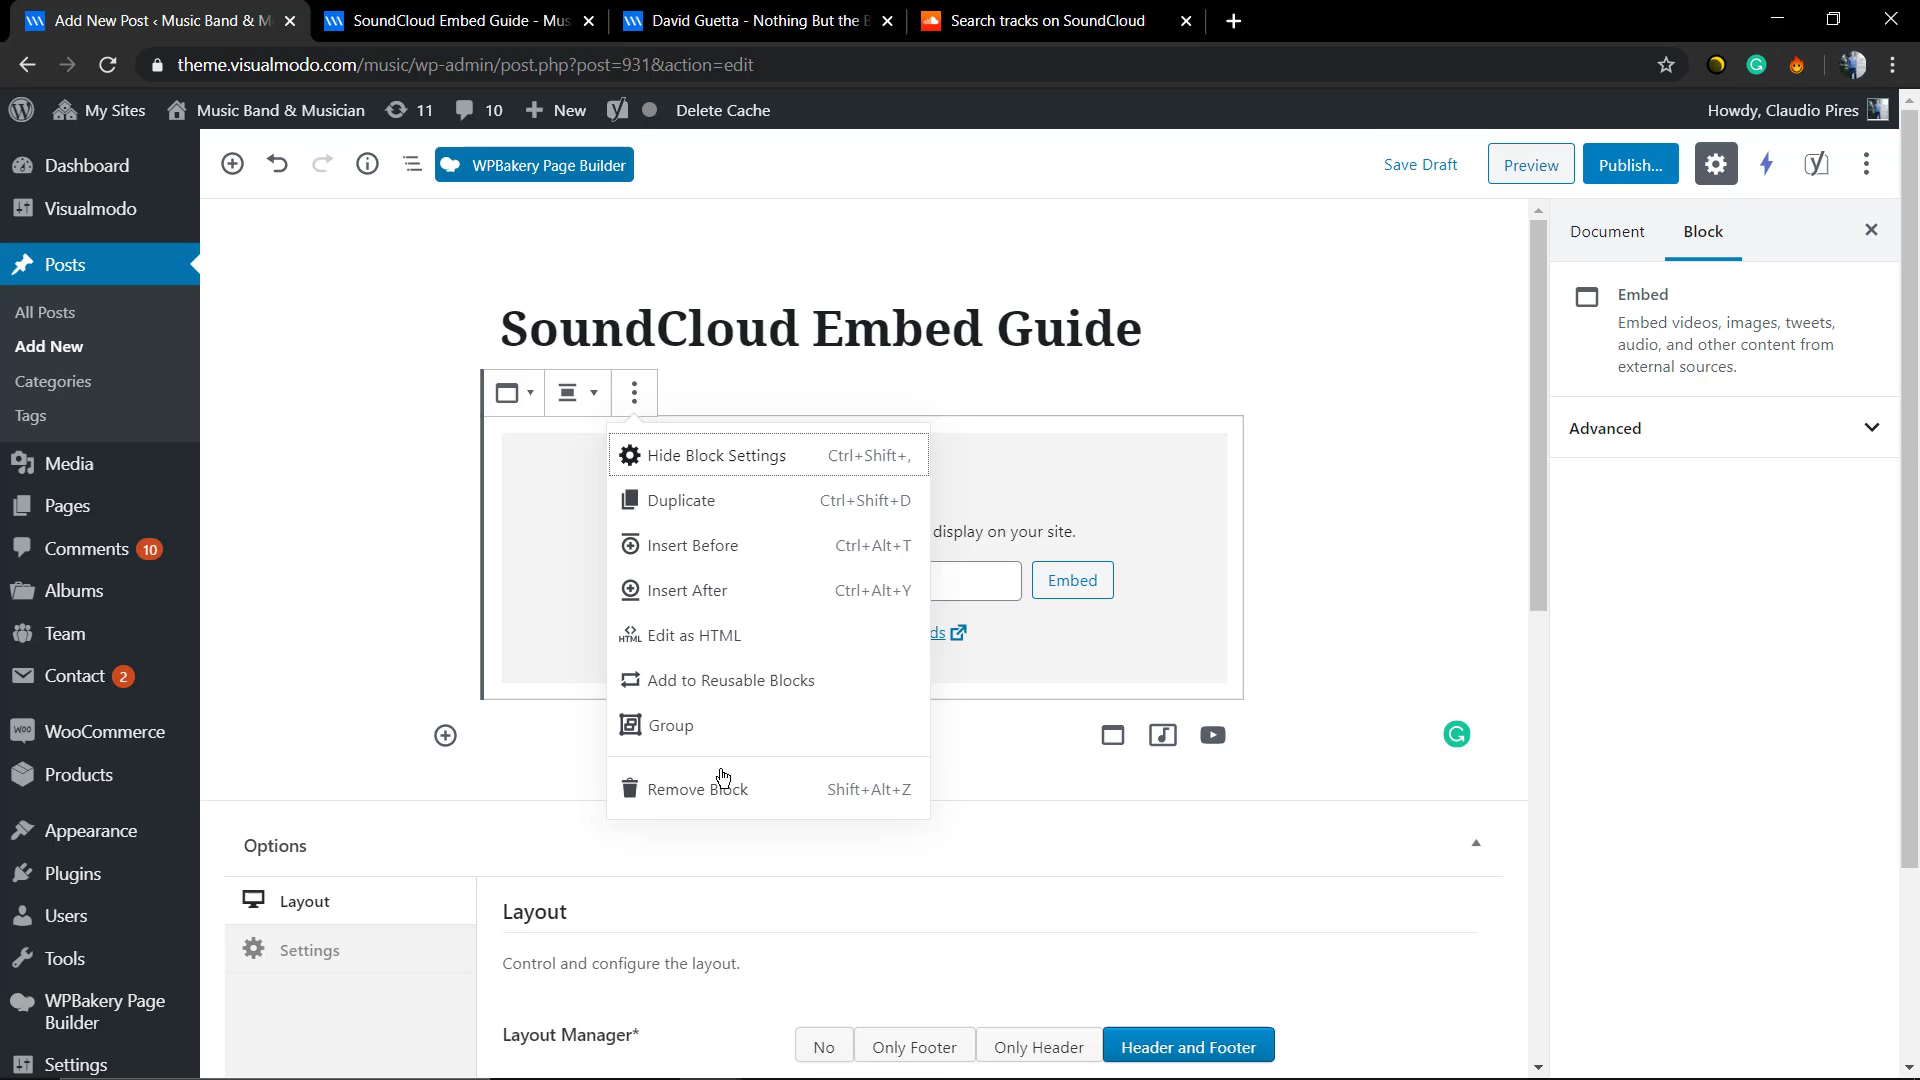 Add New Post ‹ Music Band & M
SoundCloud Embed Guide - Mus
David Guetta - Nothing But the B
Search tracks on SoundCloud
theme.visualmodo.com/music/wp-admin/post.php?post=931&action=edit
My Sites
Music Band & Musician
11
10
New
Delete Cache
Howdy, Claudio Pires
Dashboard
Visualmodo
Posts
All Posts
Add New
Categories
Tags
Media
Pages
Comments 10
Albums
Team
Contact 2
WooCommerce
Products
Appearance
Plugins
Users
Tools
WPBakery Page
Builder
Settings
WPBakery Page Builder
Save Draft
Preview
Publish...
SoundCloud Embed Guide
Hide Block Settings Ctrl+Shift+,
Duplicate Ctrl+Shift+D
Insert Before Ctrl+Alt+T
Insert After Ctrl+Alt+Y
HTML Edit as HTML
Add to Reusable Blocks
Group
Remove Block Shift+Alt+Z
display on your site.
Embed
ds
Options
Layout
Settings
Layout
Control and configure the layout.
Layout Manager*
No
Only Footer
Only Header
Header and Footer
Document
Block
Embed
Embed videos, images, tweets,
audio, and other content from
external sources.
Advanced